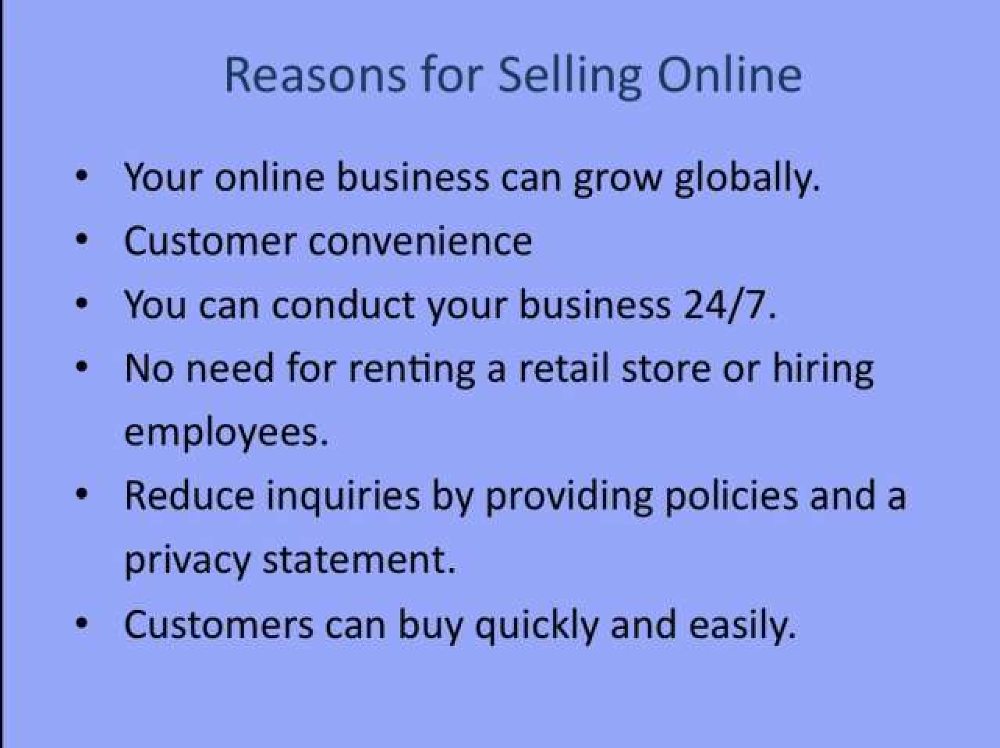 Reasons for Selling Online
• Your online business can grow globally.
• Customer convenience
• You can conduct your business 24/7.
• No need for renting a retail store or hiring
employees.
• Reduce inquiries by providing policies and a
privacy statement.
• Customers can buy quickly and easily.